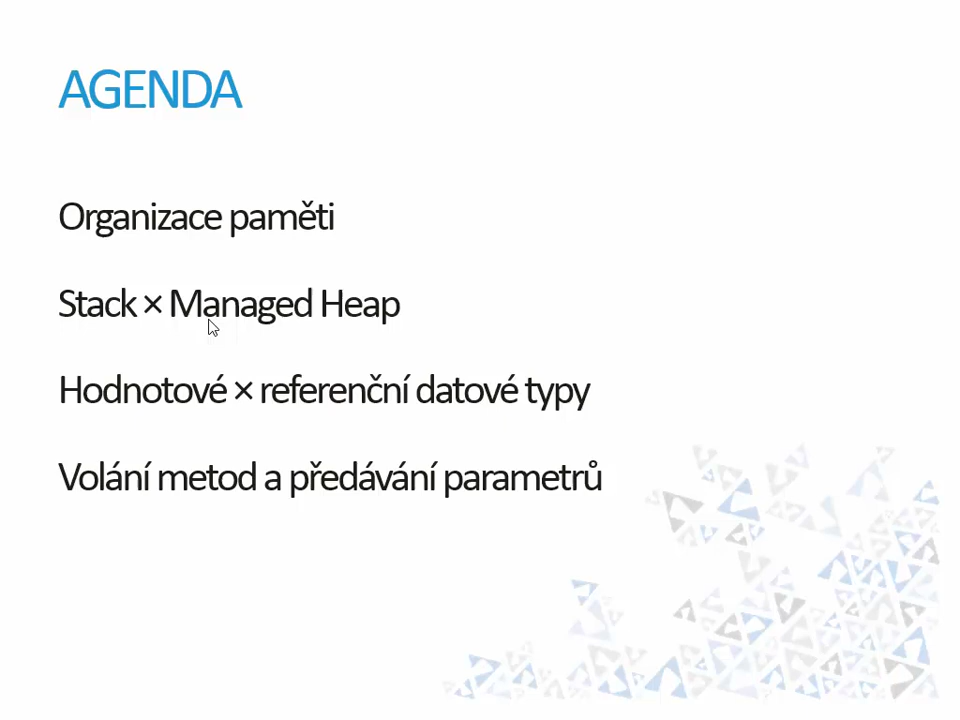 AGENDA
Organizace paměti
Stack × Managed Heap
Hodnotové × referenční datové typy
Volání metod a předávání parametrů